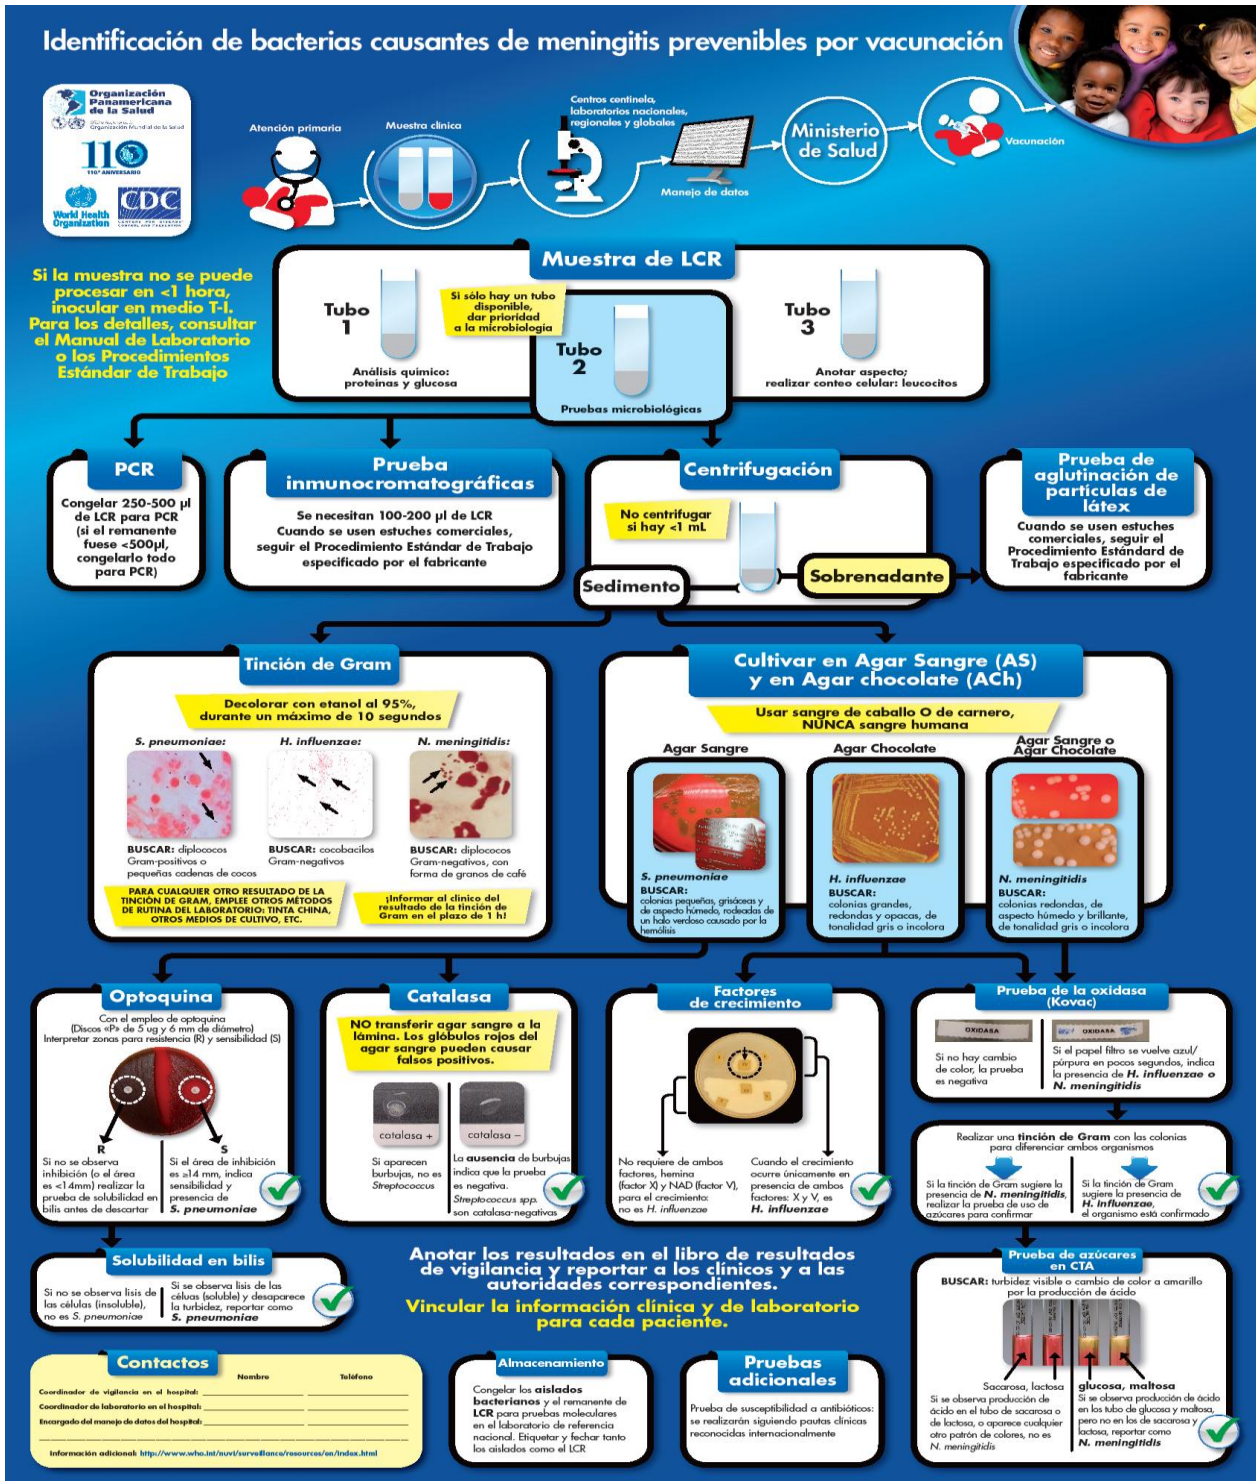 Identificación de bacterias causantes de meningitis prevenibles por vacunación
Organización
Panamericana
de la Salud
Organización Mundial de la Salud
110
110.º ANIVERSARIO
World Health
Organization
CDC
CENTERS FOR DISEASE
CONTROL AND PREVENTION
Atención primaria
Muestra clínica
Centros centinela,
laboratorios nacionales,
regionales y globales
Manejo de datos
Ministerio
de Salud
Vacunación
Si la muestra no se puede
procesar en <1 hora,
inocular en medio T-I.
Para los detalles, consultar
el Manual de Laboratorio
o los Procedimientos
Estándar de Trabajo
Muestra de LCR
Tubo
1
Análisis químico:
proteínas y glucosa
Si sólo hay un tubo
disponible,
dar prioridad
a la microbiología
Tubo
2
Pruebas microbiológicas
Tubo
3
Anotar aspecto;
realizar conteo celular: leucocitos
PCR
Congelar 250-500 µl
de LCR para PCR
(si el remanente
fuese <500µl,
congelarlo todo
para PCR)
Prueba
inmunocromatográficas
Se necesitan 100-200 µl de LCR
Cuando se usen estuches comerciales,
seguir el Procedimiento Estándar de Trabajo
especificado por el fabricante
Centrifugación
No centrifugar
si hay <1 mL
Sedimento
Sobrenadante
Prueba de
aglutinación de
partículas de
látex
Cuando se usen estuches
comerciales, seguir el
Procedimiento Estándard de
Trabajo especificado por el
fabricante
Tinción de Gram
Decolorar con etanol al 95%,
durante un máximo de 10 segundos
S. pneumoniae:
BUSCAR: diplococos
Gram-positivos o
pequeñas cadenas de cocos
H. influenzae:
BUSCAR: cocobacilos
Gram-negativos
N. meningitidis:
BUSCAR: diplococos
Gram-negativos, con
forma de granos de café
PARA CUALQUIER OTRO RESULTADO DE LA
TINCIÓN DE GRAM, EMPLEE OTROS MÉTODOS
DE RUTINA DEL LABORATORIO: TINTA CHINA,
OTROS MEDIOS DE CULTIVO, ETC.
¡Informar al clínico del
resultado de la tinción de
Gram en el plazo de 1 h!
Cultivar en Agar Sangre (AS)
y en Agar chocolate (ACh)
Usar sangre de caballo O de carnero,
NUNCA sangre humana
Agar Sangre
S. pneumoniae
BUSCAR:
colonias pequeñas, grisáceas y
de aspecto húmedo, rodeadas de
un halo verdoso causado por la
hemólisis
Agar Chocolate
H. influenzae
BUSCAR:
colonias grandes,
redondas y opacas, de
tonalidad gris o incolora
Agar Sangre o
Agar Chocolate
N. meningitidis
BUSCAR:
colonias redondas, de
aspecto húmedo y brillante,
de tonalidad gris o incolora
Optoquina
Con el empleo de optoquina
(Discos «P» de 5 ug y 6 mm de diámetro)
Interpretar zonas para resistencia (R) y sensibilidad (S)
R
Si no se observa
inhibición (o el área
es <14mm) realizar la
prueba de solubilidad en
bilis antes de descartar
S
Si el área de inhibición
es ≥14 mm, indica
sensibilidad y
presencia de
S. pneumoniae
Catalasa
NO transferir agar sangre a la
lámina. Los glóbulos rojos del
agar sangre pueden causar
falsos positivos.
catalasa +
Si aparecen
burbujas, no es
Streptococcus
catalasa –
La ausencia de burbujas
indica que la prueba
es negativa.
Streptococcus spp.
son catalasa-negativas
Factores
de crecimiento
No requiere de ambos
factores, hemina
(factor X) y NAD (factor V),
para el crecimiento:
no es H. influenzae
Cuando el crecimiento
ocurre únicamente en
presencia de ambos
factores: X y V, es
H. influenzae
Prueba de la oxidasa
(Kovac)
OXIDASA
Si no hay cambio
de color, la prueba
es negativa
OXIDASA
Si el papel filtro se vuelve azul/
púrpura en pocos segundos, indica
la presencia de H. influenzae o
N. meningitidis
Realizar una tinción de Gram con las colonias
para diferenciar ambos organismos
Si la tinción de Gram sugiere la
presencia de N. meningitidis,
realizar la prueba de uso de
azúcares para confirmar
Si la tinción de Gram
sugiere la presencia de
H. influenzae,
el organismo está confirmado
Solubilidad en bilis
Si no se observa lisis de
las células (insoluble),
no es S. pneumoniae
Si se observa lisis de las
céluas (soluble) y desaparece
la turbidez, reportar como
S. pneumoniae
Anotar los resultados en el libro de resultados
de vigilancia y reportar a los clínicos y a las
autoridades correspondientes.
Vincular la información clínica y de laboratorio
para cada paciente.
Prueba de azúcares
en CTA
BUSCAR: turbidez visible o cambio de color a amarillo
por la producción de ácido
Sacarosa, lactosa
Si se observa producción de
ácido en el tubo de sacarosa o
de lactosa, o aparece cualquier
otro patrón de colores, no es
N. meningitidis
glucosa, maltosa
Si se observa producción de ácido
en los tubo de glucosa y maltosa,
pero no en los de sacarosa y
lactosa, reportar como
N. meningitidis
Contactos
Nombre Teléfono
Coordinador de vigilancia en el hospital:
Coordinador de laboratorio en el hospital:
Encargado del manejo de datos del hospital:
Información adicional: http://www.who.int/nuvi/surveillance/resources/en/index.html
Almacenamiento
Congelar los aislados
bacterianos y el remanente de
LCR para pruebas moleculares
en el laboratorio de referencia
nacional. Etiquetar y fechar tanto
los aislados como el LCR
Pruebas
adicionales
Prueba de susceptibilidad a antibióticos:
se realizarán siguiendo pautas clínicas
reconocidas internacionalmente